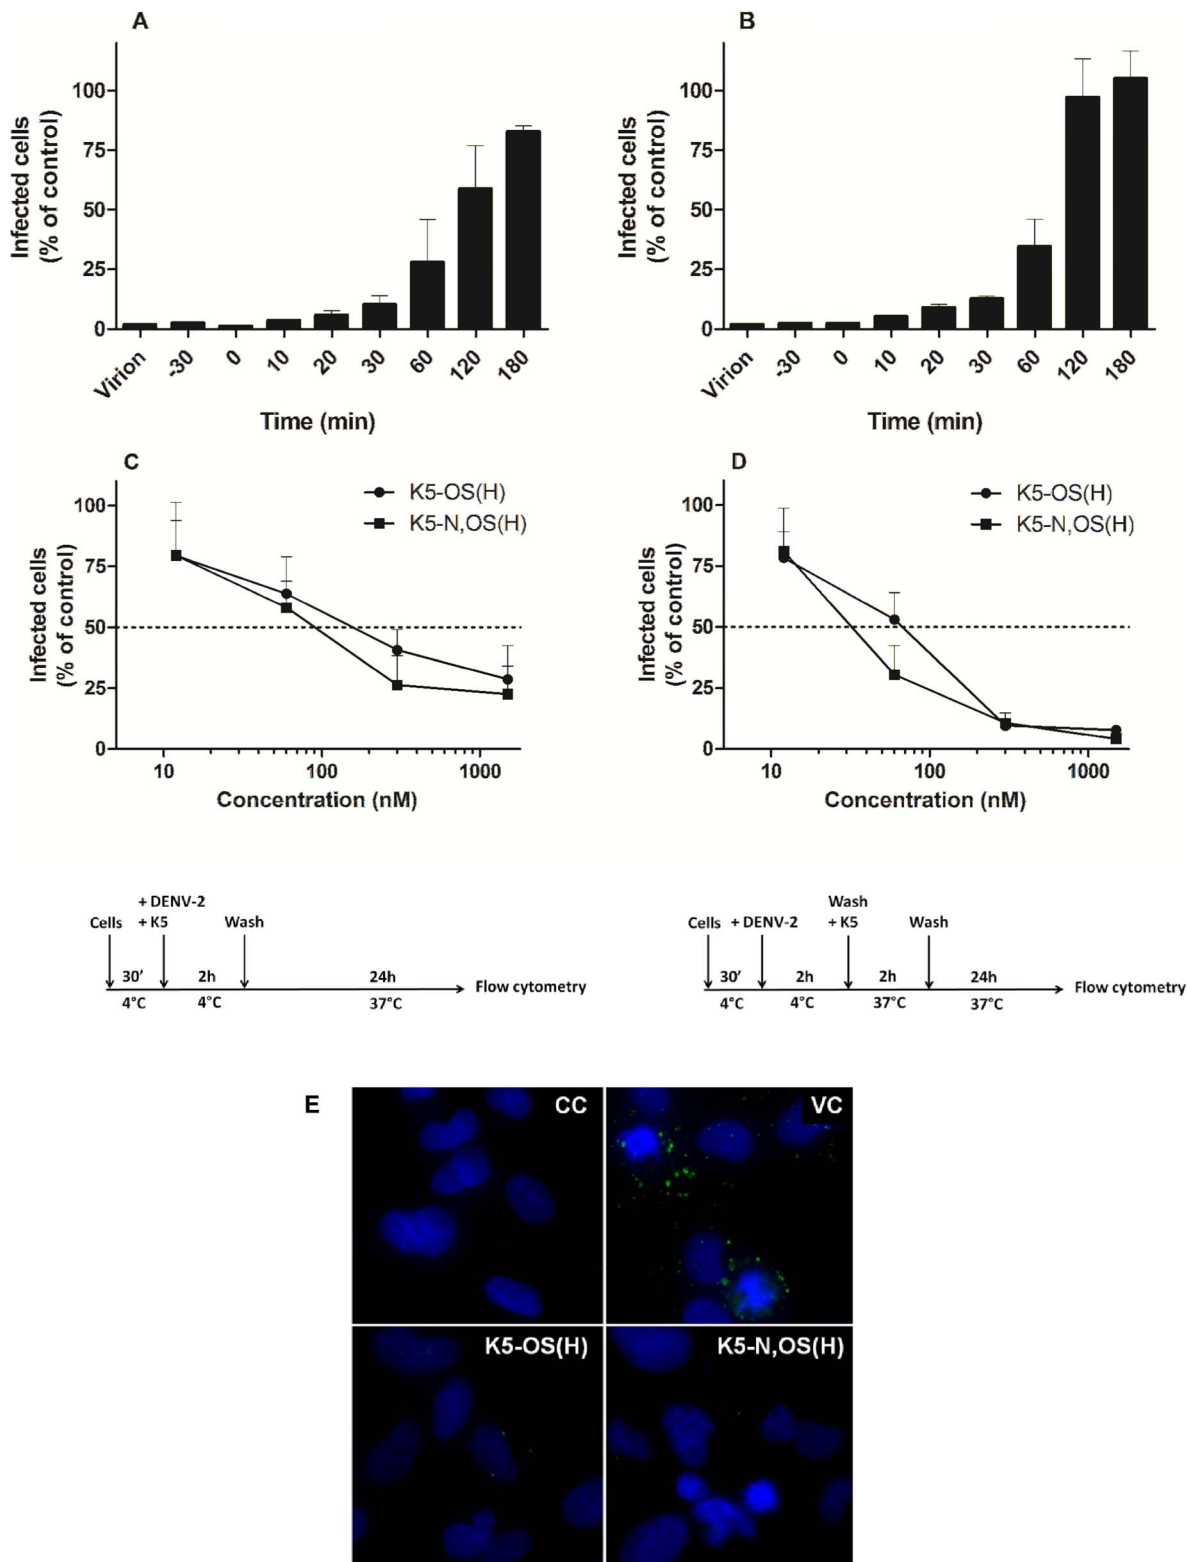 A
Infected cells
(% of control)
100
75
50
25
0
Virion
-30
0
10
20
30
60
120
180
Time (min)
B
Infected cells
(% of control)
100
75
50
25
0
Virion
-30
0
10
20
30
60
120
180
Time (min)
C
K5-OS(H)
K5-N,OS(H)
Infected cells
(% of control)
100
75
50
25
0
10
100
1000
Concentration (nM)
D
K5-OS(H)
K5-N,OS(H)
Infected cells
(% of control)
100
75
50
25
0
10
100
1000
Concentration (nM)
+ DENV-2
Cells + K5 Wash
30' 2h 24h
4°C 4°C 37°C
Flow cytometry
Wash
Cells + DENV-2 + K5 Wash
30' 2h 2h 24h
4°C 4°C 37°C 37°C
Flow cytometry
E
CC
VC
K5-OS(H)
K5-N,OS(H)